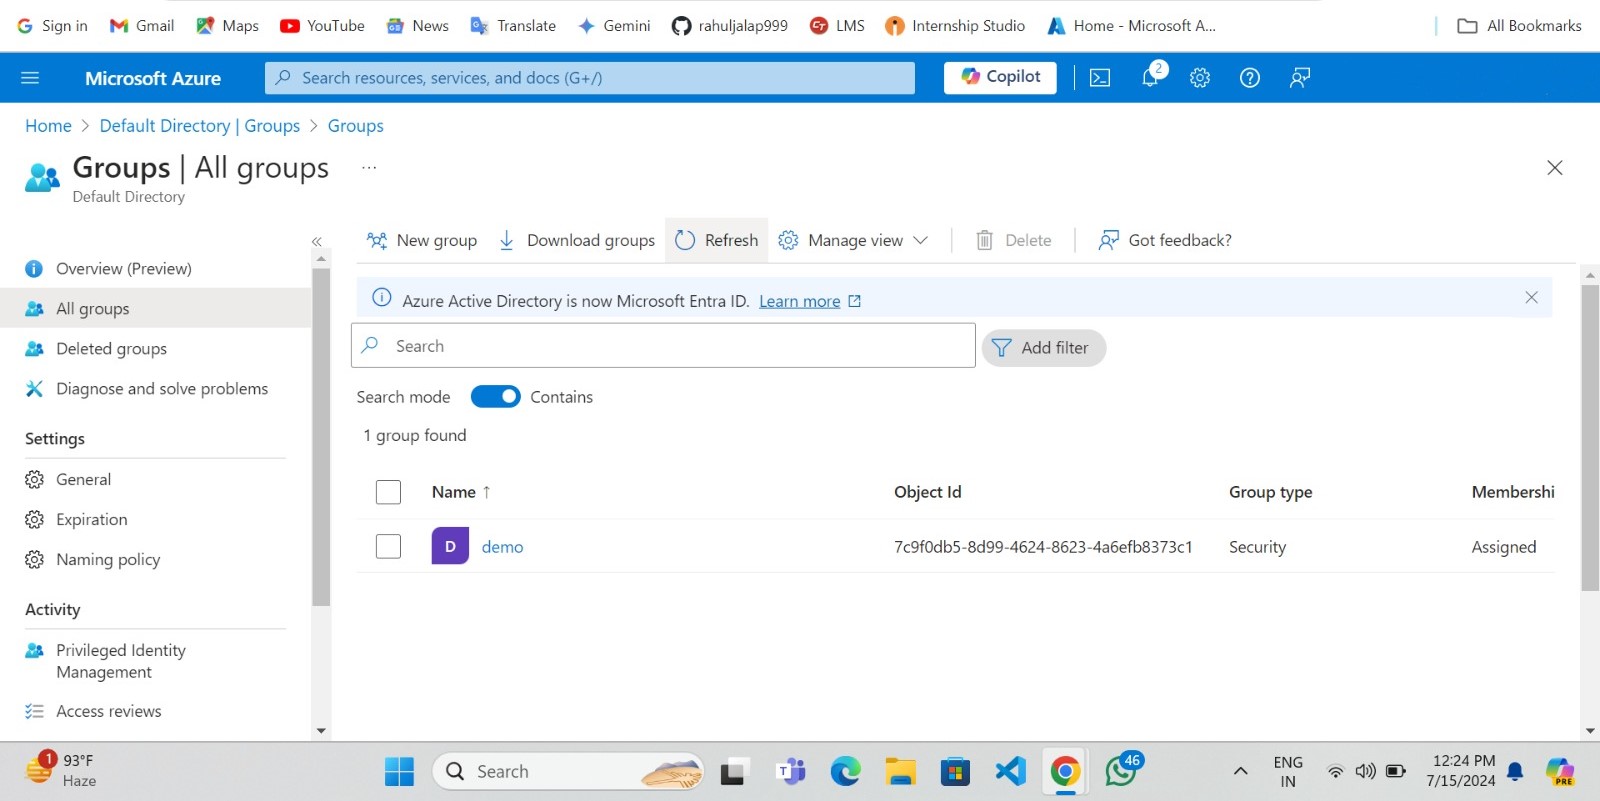 Sign in Gmail Maps YouTube News Translate Gemini rahuljalap999 LMS Internship Studio Home - Microsoft A... All Bookmarks
Microsoft Azure Search resources, services, and docs (G+/) Copilot 2
Home > Default Directory | Groups > Groups
Groups | All groups ...
Default Directory
New group Download groups Refresh Manage view Delete Got feedback?
Overview (Preview)
All groups
Deleted groups
Diagnose and solve problems
Settings
General
Expiration
Naming policy
Activity
Privileged Identity
Management
Access reviews
Azure Active Directory is now Microsoft Entra ID. Learn more
Search Add filter
Search mode Contains
1 group found
Name ↑ Object Id Group type Membershi
D demo 7c9f0db5-8d99-4624-8623-4a6efb8373c1 Security Assigned
1 93°F
Haze
Search
T
46
ENG
IN
12:24 PM
7/15/2024
PRE